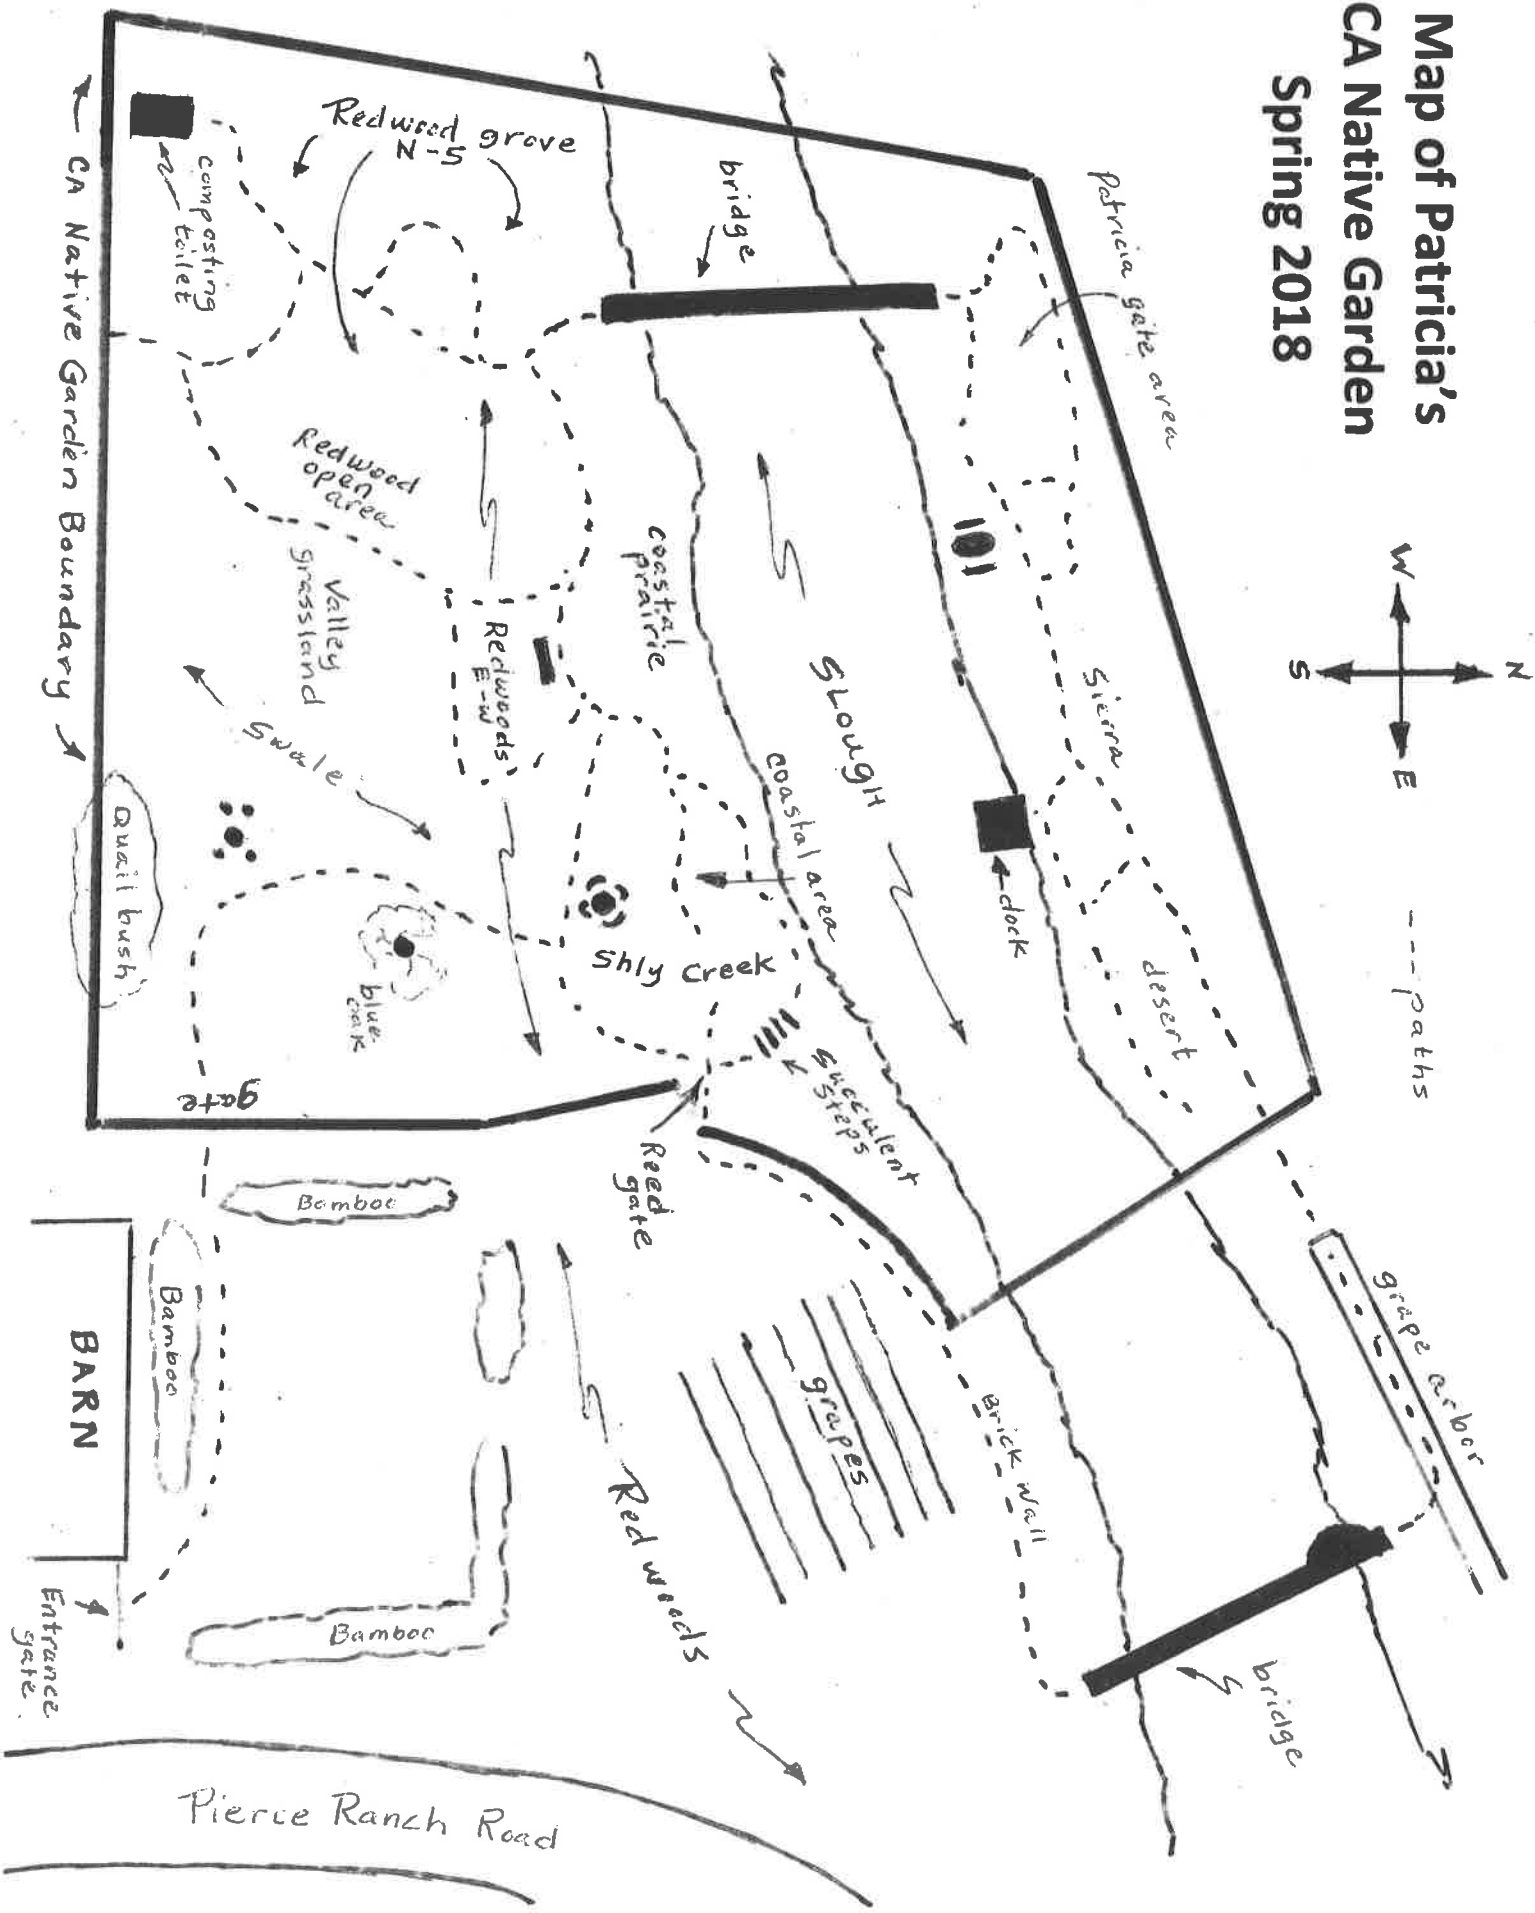 Map of Patricia's
CA Native Garden
Spring 2018
N
W
E
S
---paths
Patricia gate area
bridge
Redwood grove
N-S
composting
toilet
CA Native Garden Boundary
Redwood
open
area
Valley
grassland
coastal
prairie
Redwoods
E-W
Swale
SLOUGH
Sierra
coastal area
dock
desert
Shly Creek
Quail bush
blue
oak
gate
succulent
steps
Reed
gate
Bamboo
Bamboo
BARN
Entrance
gate
Bamboo
Redwoods
grapes
Brick Wall
grape arbor
bridge
Pierce Ranch Road